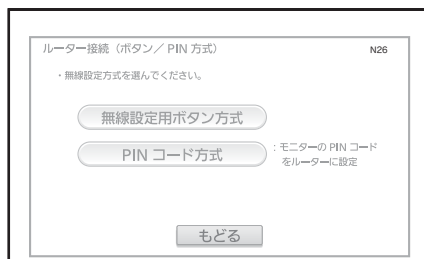 ルーター接続（ボタン／ PIN 方式）
N26
・無線設定方式を選んでください。
無線設定用ボタン方式
PIN コード方式
：モニターの PIN コード
をルーターに設定
もどる